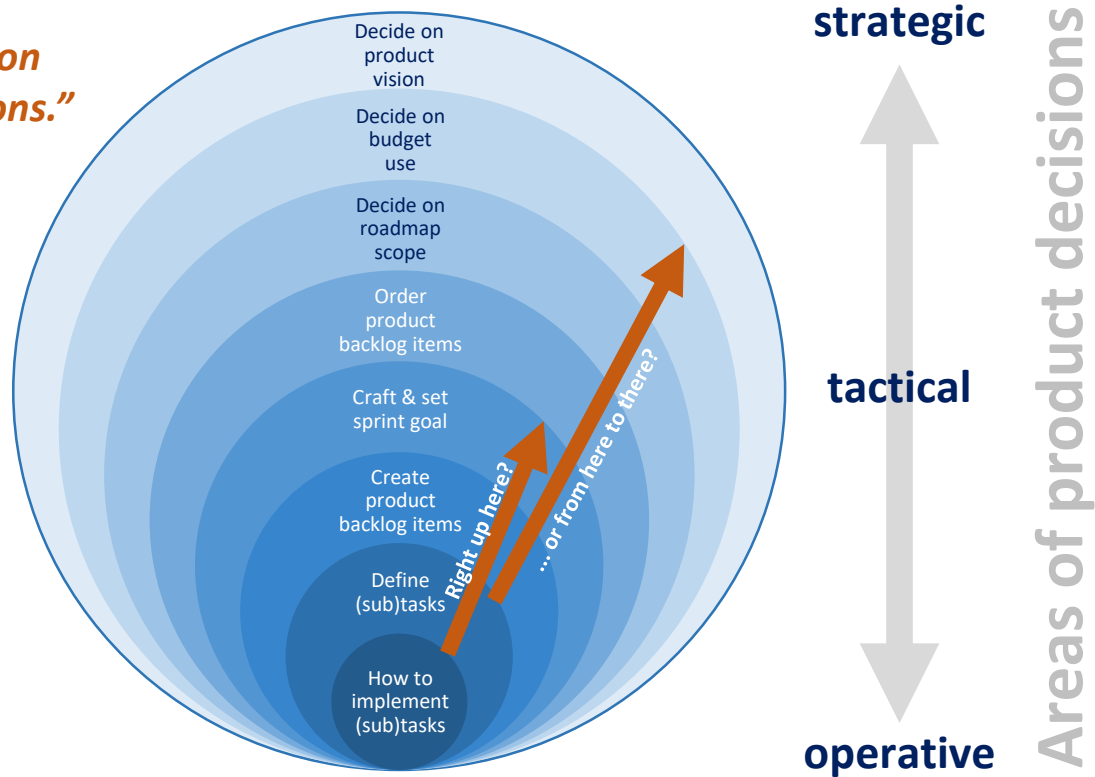 on
ons.”
Decide on
product
vision
Decide on
budget
use
Decide on
roadmap
scope
Order
product
backlog items
Craft & set
sprint goal
Create
product
backlog items
Define
(sub)tasks
How to
implement
(sub)tasks
Right up here?
... or from here to there?
strategic
tactical
operative
Areas of product decisions